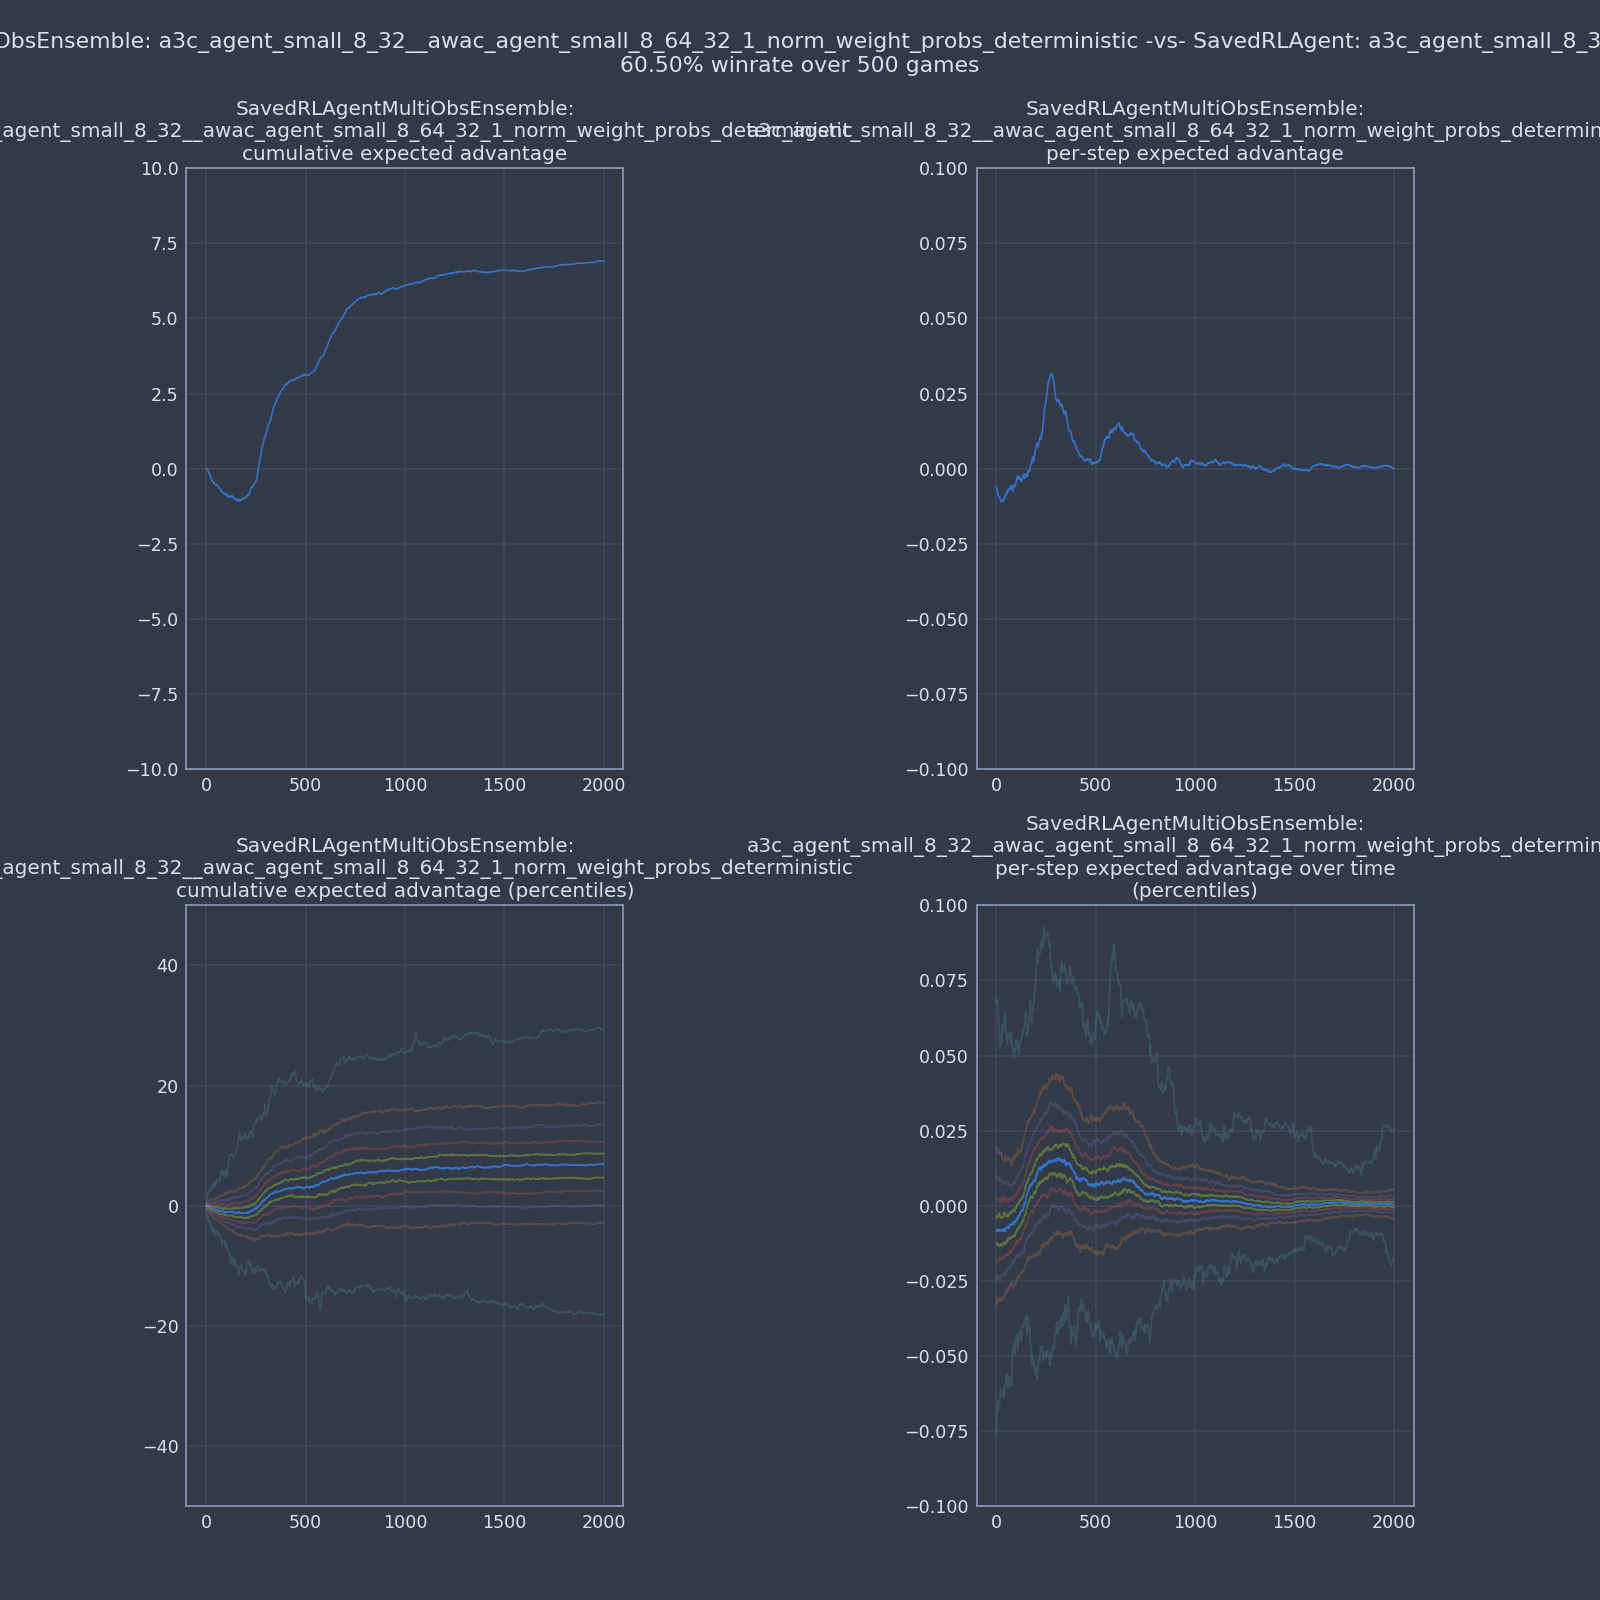 ObsEnsemble: a3c_agent_small_8_32__awac_agent_small_8_64_32_1_norm_weight_probs_deterministic -vs- SavedRLAgent: a3c_agent_small_8_3
60.50% winrate over 500 games
SavedRLAgentMultiObsEnsemble:
_agent_small_8_32__awac_agent_small_8_64_32_1_norm_weight_probs_deterministic
cumulative expected advantage
SavedRLAgentMultiObsEnsemble:
a3c_agent_small_8_32__awac_agent_small_8_64_32_1_norm_weight_probs_determin
per-step expected advantage
10.0
7.5
5.0
2.5
0.0
−2.5
−5.0
−7.5
−10.0
0 500 1000 1500 2000
0.100
0.075
0.050
0.025
0.000
−0.025
−0.050
−0.075
−0.100
0 500 1000 1500 2000
SavedRLAgentMultiObsEnsemble:
_agent_small_8_32__awac_agent_small_8_64_32_1_norm_weight_probs_deterministic
cumulative expected advantage (percentiles)
SavedRLAgentMultiObsEnsemble:
a3c_agent_small_8_32__awac_agent_small_8_64_32_1_norm_weight_probs_determin
per-step expected advantage over time
(percentiles)
40
20
0
−20
−40
0 500 1000 1500 2000
0.100
0.075
0.050
0.025
0.000
−0.025
−0.050
−0.075
−0.100
0 500 1000 1500 2000